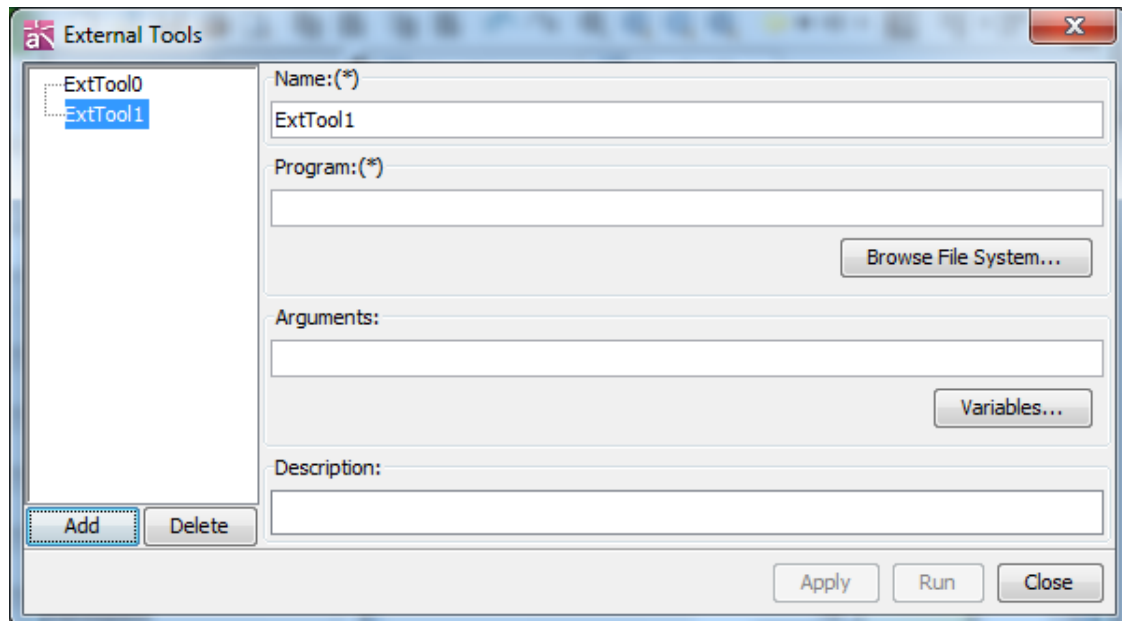 External Tools
ExtTool0
ExtTool1
Name:(*)
ExtTool1
Program:(*)
Browse File System...
Arguments:
Variables...
Description:
Add
Delete
Apply
Run
Close